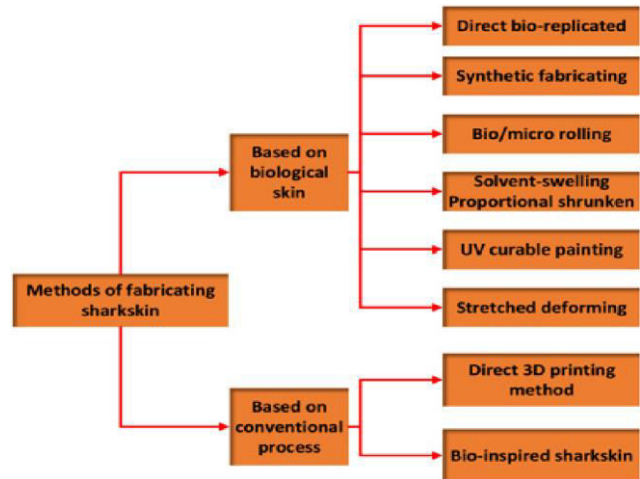 Direct bio-replicated
Synthetic fabricating
Bio/micro rolling
Based on
biological
skin
Solvent-swelling
Proportional shrunken
UV curable painting
Stretched deforming
Methods of fabricating
sharkskin
Direct 3D printing
method
Based on
conventional
process
Bio-inspired sharkskin